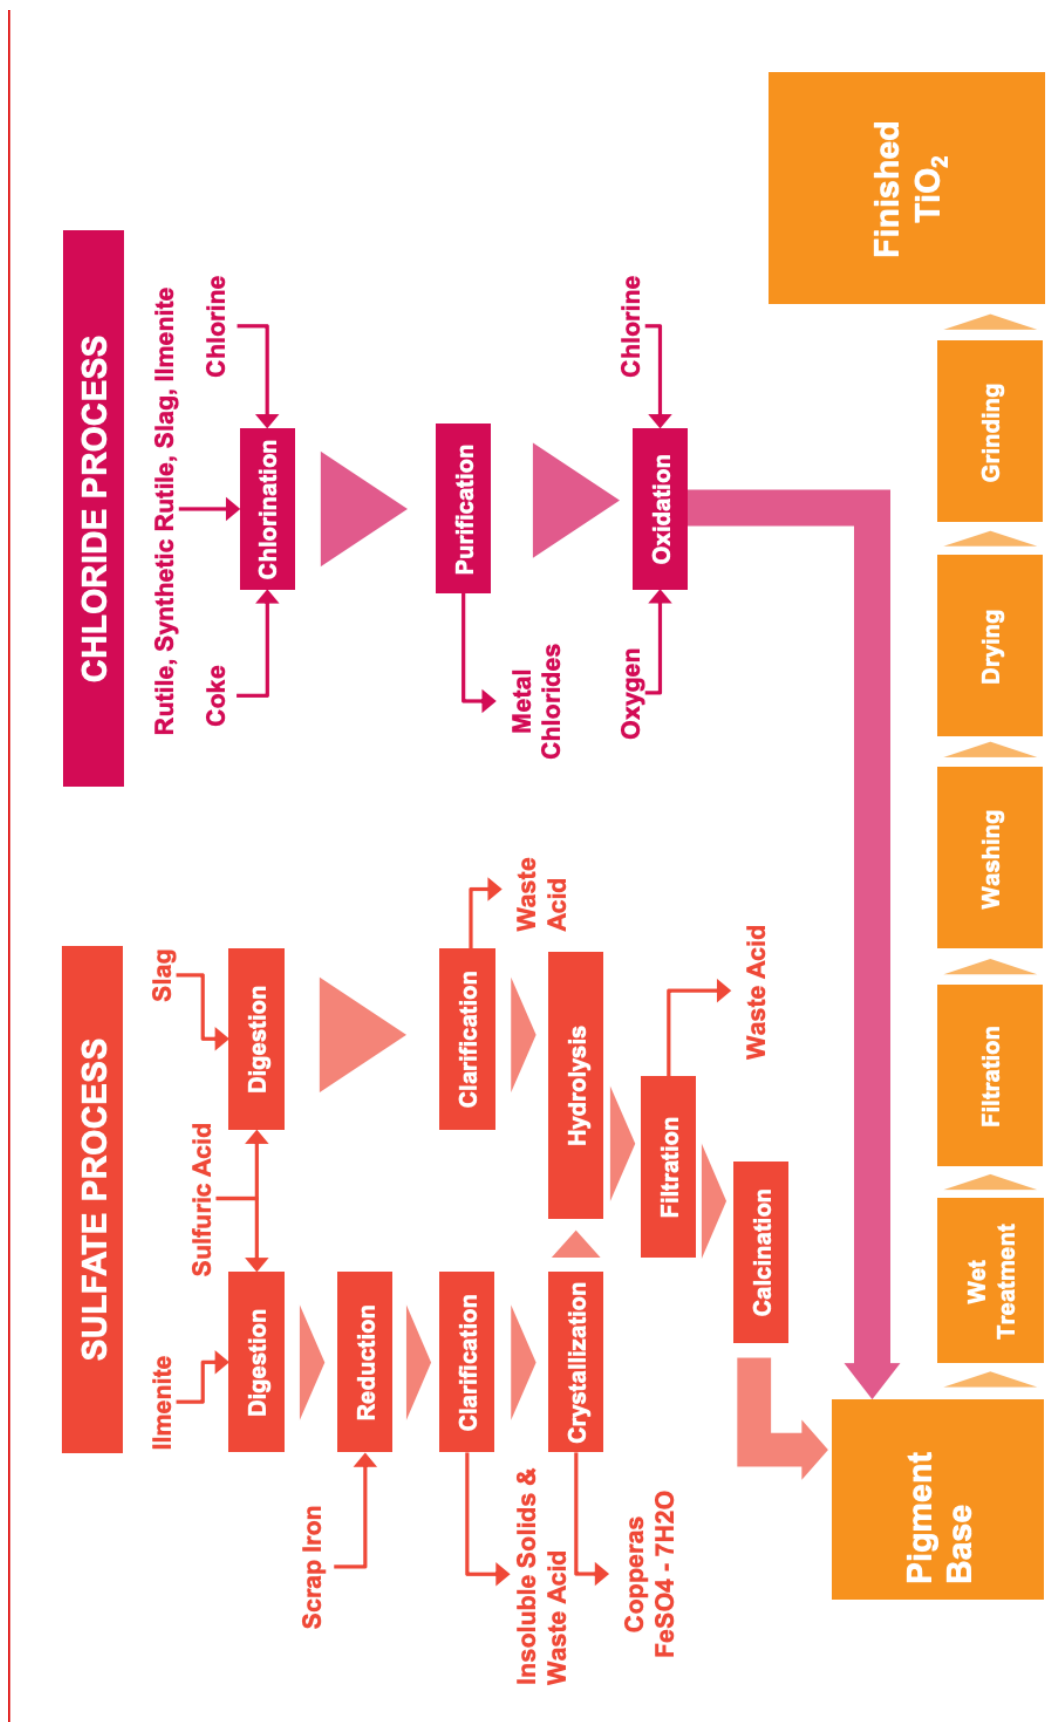 SULFATE PROCESS
Ilmenite
Sulfuric Acid
Slag
Digestion
Digestion
Scrap Iron
Reduction
Clarification
Clarification
Insoluble Solids &
Waste Acid
Waste
Acid
Crystallization
Hydrolysis
Copperas
FeSO4 - 7H2O
Filtration
Waste Acid
Calcination
CHLORIDE PROCESS
Rutile, Synthetic Rutile, Slag, Ilmenite
Coke
Chlorine
Chlorination
Purification
Metal
Chlorides
Oxygen
Chlorine
Oxidation
Pigment
Base
Wet
Treatment
Filtration
Washing
Drying
Grinding
Finished
TiO₂